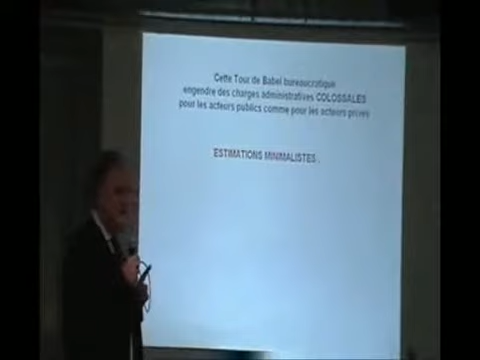 Cette Tour de Babel bureaucratique
engendre des charges administratives COLOSSALES
pour les acteurs publics comme pour les acteurs privés
ESTIMATIONS MINIMALISTES :